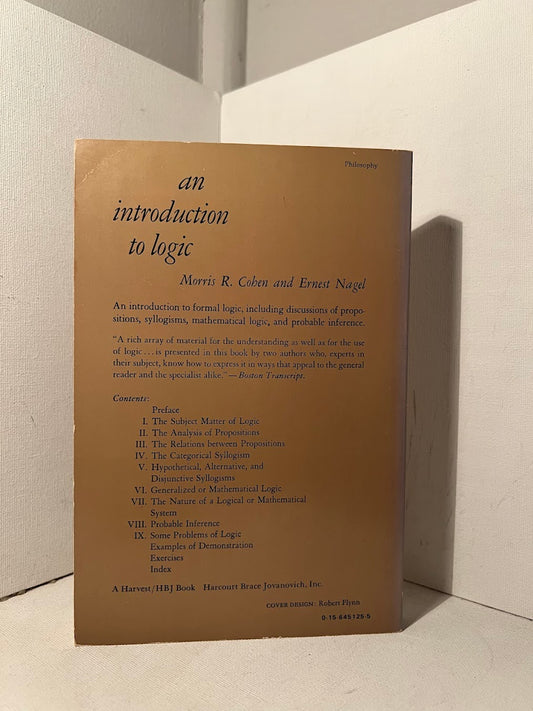 Philosophy
an
introduction
to logic
Morris R. Cohen and Ernest Nagel
An introduction to formal logic, including discussions of propo-
sitions, syllogisms, mathematical logic, and probable inference.
"A rich array of material for the understanding as well as for the use
of logic...is presented in this book by two authors who, experts in
their subject, know how to express it in ways that appeal to the general
reader and the specialist alike."—Boston Transcript.
Contents:
Preface
I. The Subject Matter of Logic
II. The Analysis of Propositions
III. The Relations between Propositions
IV. The Categorical Syllogism
V. Hypothetical, Alternative, and
Disjunctive Syllogisms
VI. Generalized or Mathematical Logic
VII. The Nature of a Logical or Mathematical
System
VIII. Probable Inference
IX. Some Problems of Logic
Examples of Demonstration
Exercises
Index
A Harvest/HBJ Book Harcourt Brace Jovanovich, Inc.
COVER DESIGN: Robert Flynn
0-15-645125-5